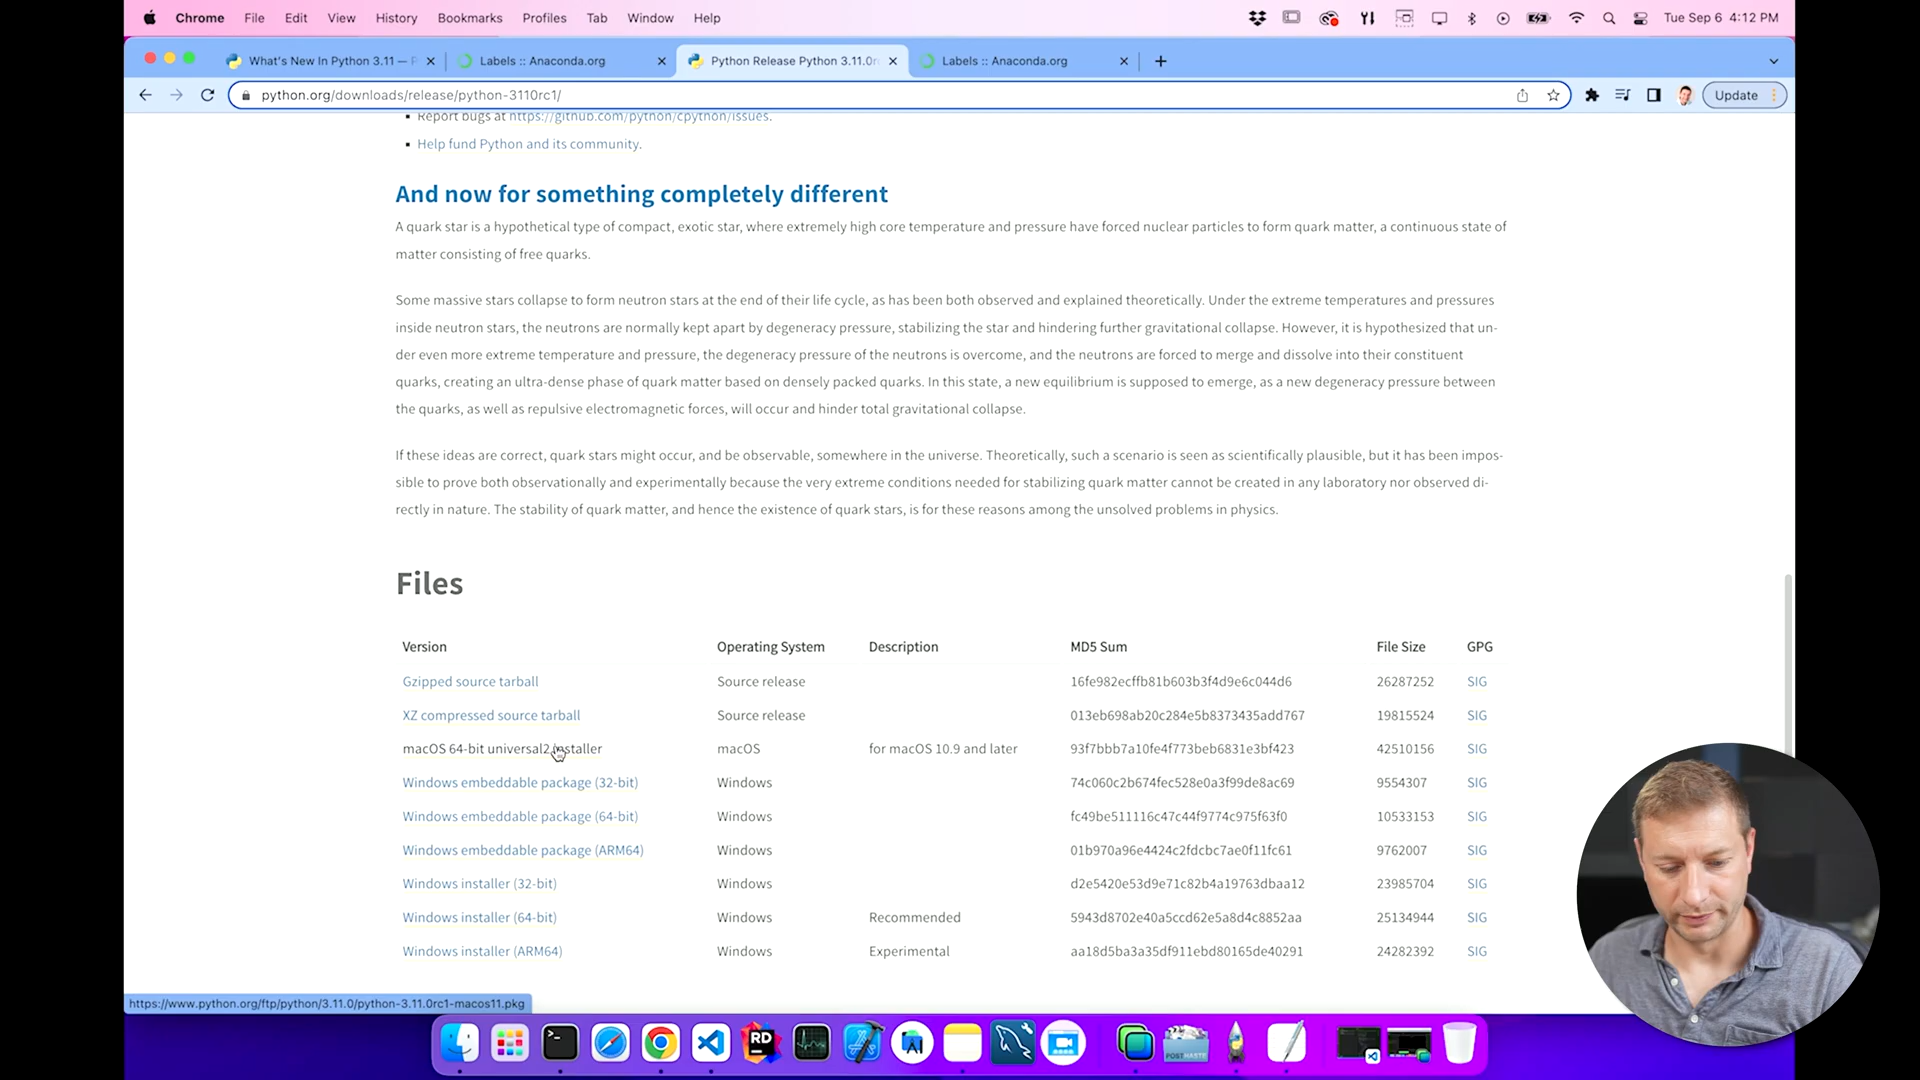 Chrome File Edit View History Bookmarks Profiles Tab Window Help Tue Sep 6 4:12 PM
What's New In Python 3.11 — Labels :: Anaconda.org Python Release Python 3.11.0r Labels :: Anaconda.org
python.org/downloads/release/python-3110rc1/ Update
Report bugs at https://github.com/python/cpython/issues.
Help fund Python and its community.
And now for something completely different
A quark star is a hypothetical type of compact, exotic star, where extremely high core temperature and pressure have forced nuclear particles to form quark matter, a continuous state of
matter consisting of free quarks.
Some massive stars collapse to form neutron stars at the end of their life cycle, as has been both observed and explained theoretically. Under the extreme temperatures and pressures
inside neutron stars, the neutrons are normally kept apart by degeneracy pressure, stabilizing the star and hindering further gravitational collapse. However, it is hypothesized that un-
der even more extreme temperature and pressure, the degeneracy pressure of the neutrons is overcome, and the neutrons are forced to merge and dissolve into their constituent
quarks, creating an ultra-dense phase of quark matter based on densely packed quarks. In this state, a new equilibrium is supposed to emerge, as a new degeneracy pressure between
the quarks, as well as repulsive electromagnetic forces, will occur and hinder total gravitational collapse.
If these ideas are correct, quark stars might occur, and be observable, somewhere in the universe. Theoretically, such a scenario is seen as scientifically plausible, but it has been impos-
sible to prove both observationally and experimentally because the very extreme conditions needed for stabilizing quark matter cannot be created in any laboratory nor observed di-
rectly in nature. The stability of quark matter, and hence the existence of quark stars, is for these reasons among the unsolved problems in physics.
Files
Version Operating System Description MD5 Sum File Size GPG
Gzipped source tarball Source release 16fe982ecffb81b603b3f4d9e6c044d6 26287252 SIG
XZ compressed source tarball Source release 013eb698ab20c284e5b8373435add767 19815524 SIG
macOS 64-bit universal2 installer macOS for macOS 10.9 and later 93f7bbb7a10fe4f773beb6831e3bf423 42510156 SIG
Windows embeddable package (32-bit) Windows 74c060c2b674fec528e0a3f99de8ac69 9554307 SIG
Windows embeddable package (64-bit) Windows fc49be511116c47c44f9774c975f63f0 10533153 SIG
Windows embeddable package (ARM64) Windows 01b970a96e4424c2fdcbc7ae0f11fc61 9762007 SIG
Windows installer (32-bit) Windows d2e5420e53d9e71c82b4a19763dbaa12 23985704 SIG
Windows installer (64-bit) Windows Recommended 5943d8702e40a5ccd62e5a8d4c8852aa 25134944 SIG
Windows installer (ARM64) Windows Experimental aa18d5ba3a35df911ebd80165de40291 24282392 SIG
https://www.python.org/ftp/python/3.11.0/python-3.11.0rc1-macos11.pkg
RD
POSTHASTE